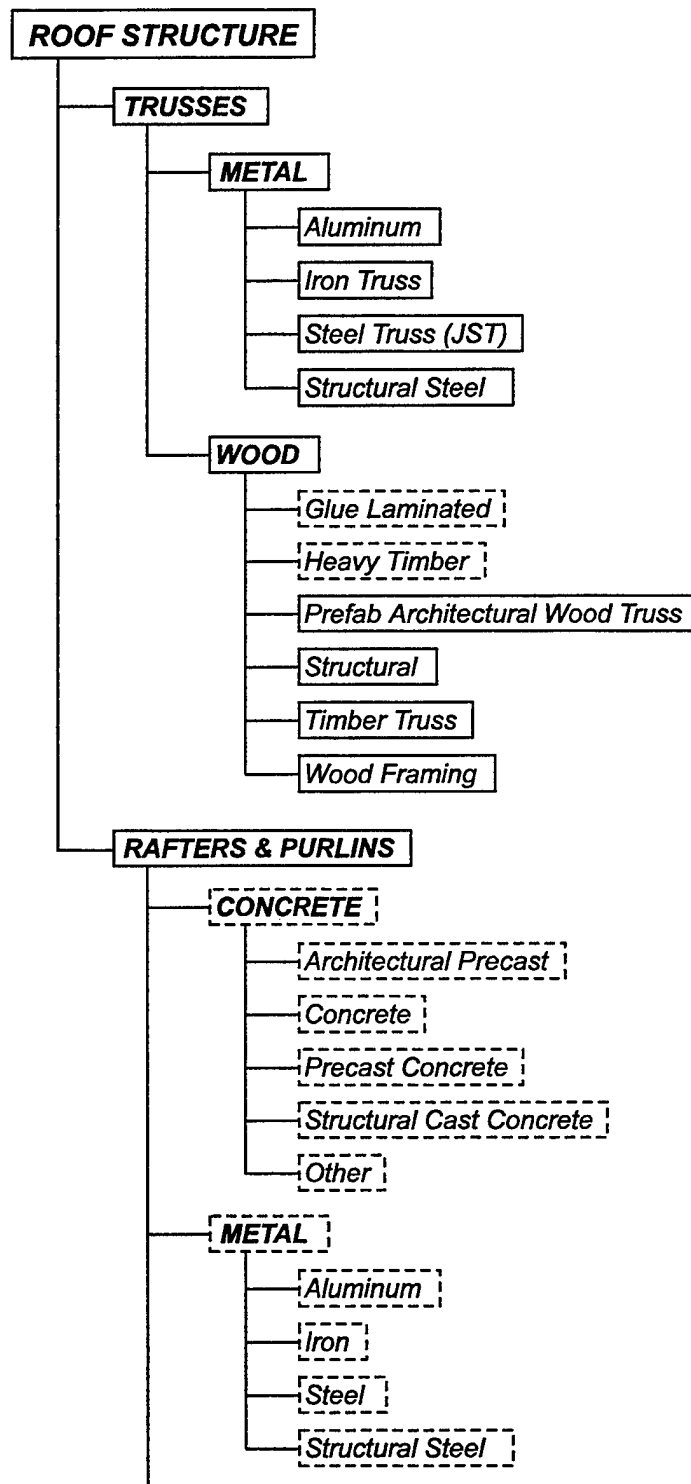 ROOF STRUCTURE
TRUSSES
METAL
Aluminum
Iron Truss
Steel Truss (JST)
Structural Steel
WOOD
Glue Laminated
Heavy Timber
Prefab Architectural Wood Truss
Structural
Timber Truss
Wood Framing
RAFTERS & PURLINS
CONCRETE
Architectural Precast
Concrete
Precast Concrete
Structural Cast Concrete
Other
METAL
Aluminum
Iron
Steel
Structural Steel